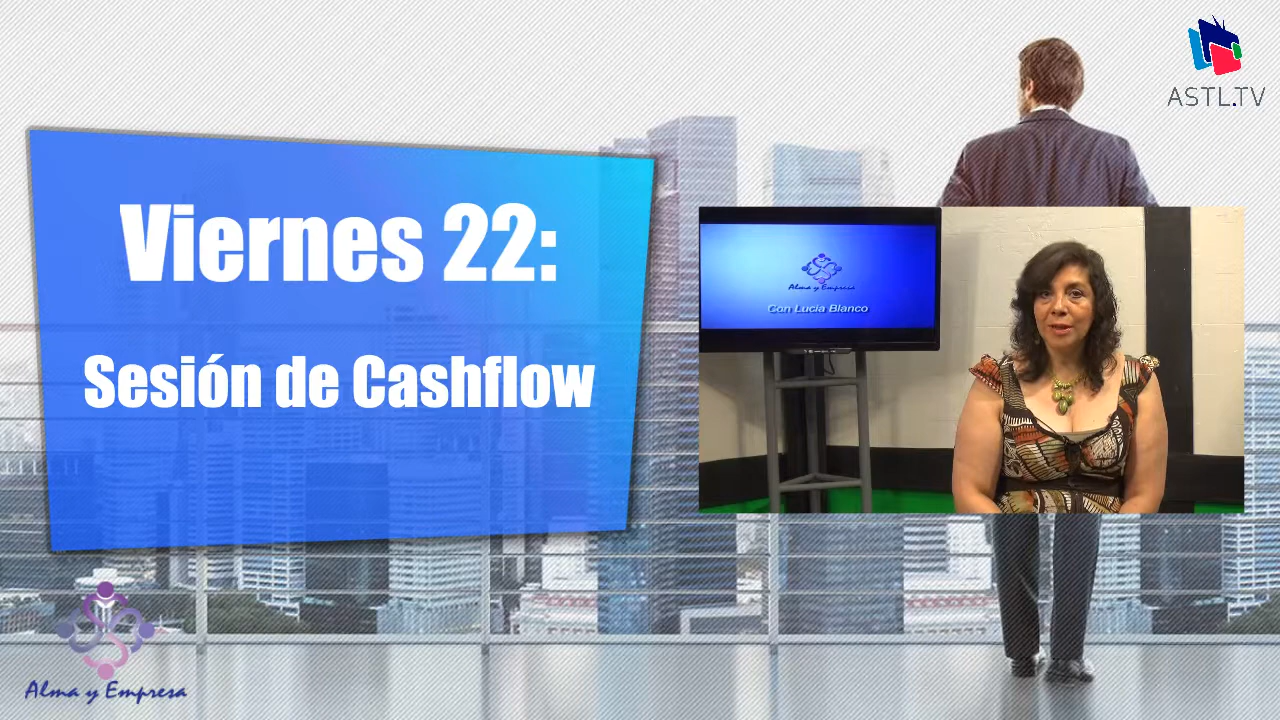 ASTL.TV
Viernes 22:
Sesión de Cashflow
Alma y Empresa
Con Lucia Blanco
Alma y Empresa